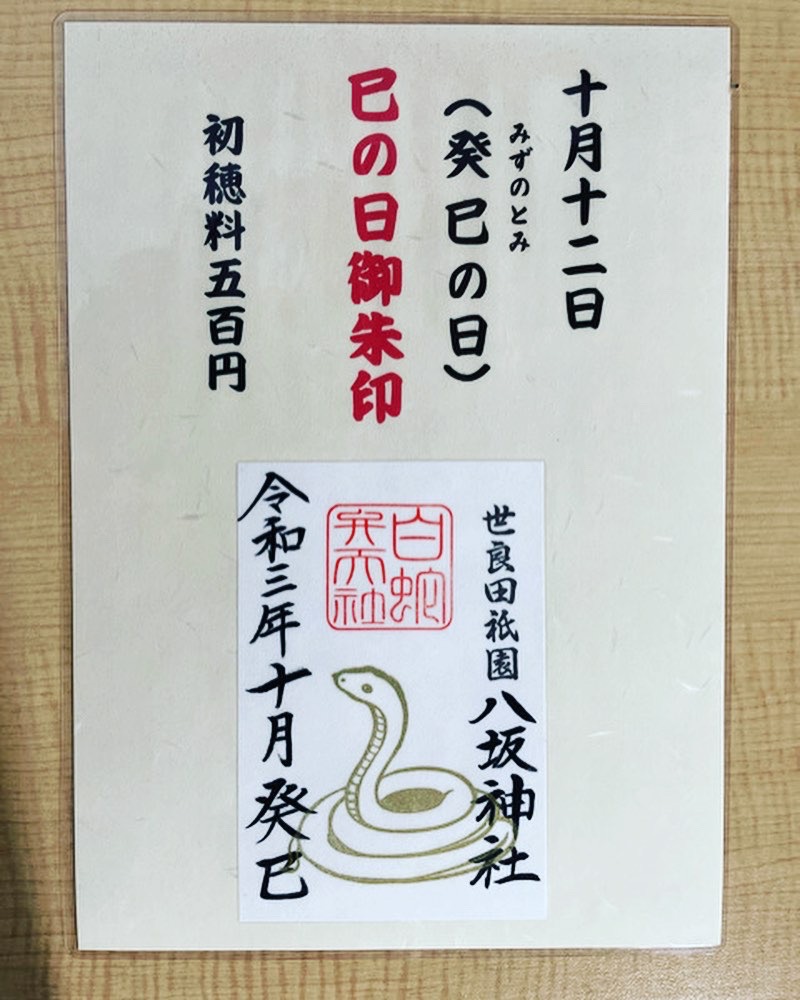 十月十二日
みずのとみ
（癸巳の日）
巳の日御朱印
初穂料五百円
世良田祇園
八坂神社
白蛇
弁天社
令和三年十月癸巳